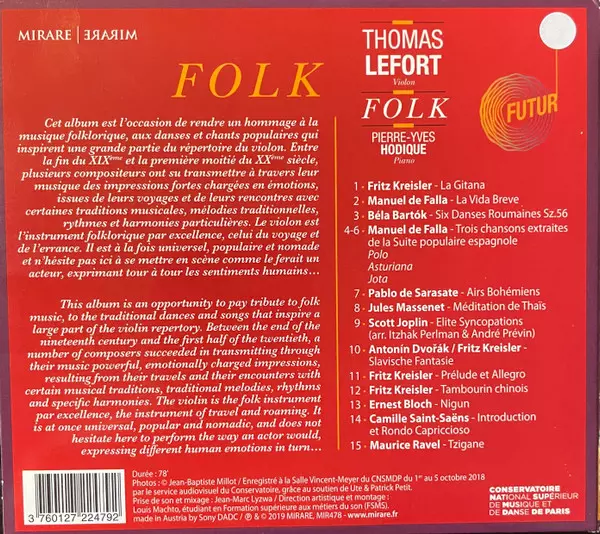 MIRARE | MIRARE
FOLK
Cet album est l'occasion de rendre un hommage à la
musique folklorique, aux danses et chants populaires qui
inspirent une grande partie du répertoire du violon. Entre
la fin du XIXème et la première moitié du XXème siècle,
plusieurs compositeurs ont su transmettre à travers leur
musique des impressions fortes chargées en émotions,
issues de leurs voyages et de leurs rencontres avec
certaines traditions musicales, mélodies traditionnelles,
rythmes et harmonies particulières. Le violon est
l'instrument folklorique par excellence, celui du voyage et
de l'errance. Il est à la fois universel, populaire et nomade
et n'hésite pas ici à se mettre en scène comme le ferait un
acteur, exprimant tour à tour les sentiments humains...
This album is an opportunity to pay tribute to folk
music, to the traditional dances and songs that inspire a
large part of the violin repertory. Between the end of the
nineteenth century and the first half of the twentieth, a
number of composers succeeded in transmitting through
their music powerful, emotionally charged impressions,
resulting from their travels and their encounters with
certain musical traditions, traditional melodies, rhythms
and specific harmonies. The violin is the folk instrument
par excellence, the instrument of travel and roaming. It
is at once universal, popular and nomadic, and does not
hesitate here to perform the way an actor would,
expressing different human emotions in turn...
THOMAS
LEFORT
Violon
FOLK
PIERRE-YVES
HODIQUE
Piano
FUTUR
1 - Fritz Kreisler - La Gitana
2 - Manuel de Falla - La Vida Breve
3 - Béla Bartók - Six Danses Roumaines Sz.56
4-6 - Manuel de Falla - Trois chansons extraites
de la Suite populaire espagnole
Polo
Asturiana
Jota
7 - Pablo de Sarasate - Airs Bohémiens
8 - Jules Massenet - Méditation de Thaïs
9 - Scott Joplin - Elite Syncopations
(arr. Itzhak Perlman & André Prévin)
10 - Antonín Dvořák / Fritz Kreisler -
Slavische Fantasie
11 - Fritz Kreisler - Prélude et Allegro
12 - Fritz Kreisler - Tambourin chinois
13 - Ernest Bloch - Nigun
14 - Camille Saint-Saëns - Introduction
et Rondo Capriccioso
15 - Maurice Ravel - Tzigane
3 760127 224792 >
Durée : 78'
Photos : © Jean-Baptiste Millot / Enregistré à la Salle Vincent-Meyer du CNSMDP du 1er au 5 octobre 2018
par le service audiovisuel du Conservatoire, grâce au soutien de Ute & Patrick Petit.
Prise de son et mixage : Jean-Marc Lyzwa / Direction artistique et montage :
Louis Machto, étudiant en Formation supérieure aux métiers du son (FSMS).
made in Austria by Sony DADC / ℗ © 2019 MIRARE, MIR478 - www.mirare.fr
CONSERVATOIRE
NATIONAL SUPÉRIEUR
DE MUSIQUE ET
DE DANSE DE PARIS